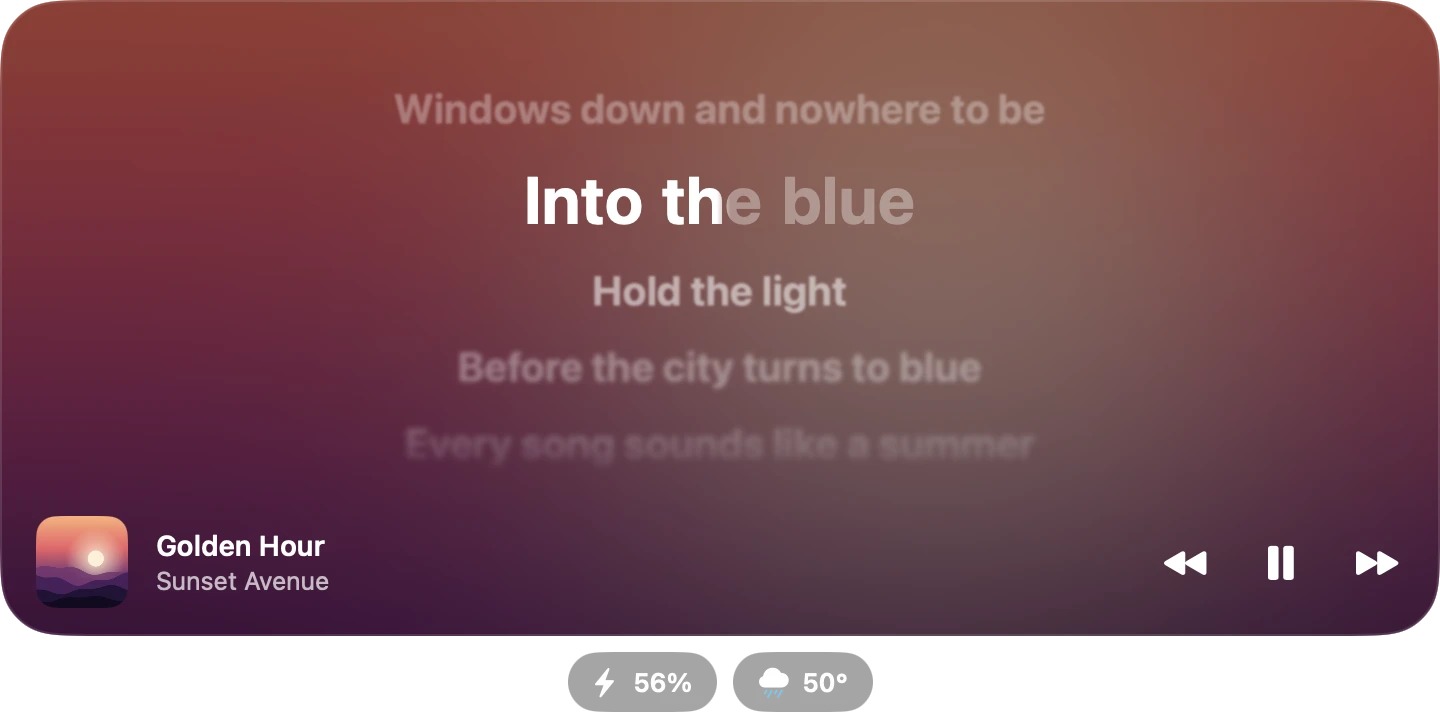 Windows down and nowhere to be
Into the blue
Hold the light
Before the city turns to blue
Every song sounds like a summer
Golden Hour
Sunset Avenue
56%
50°